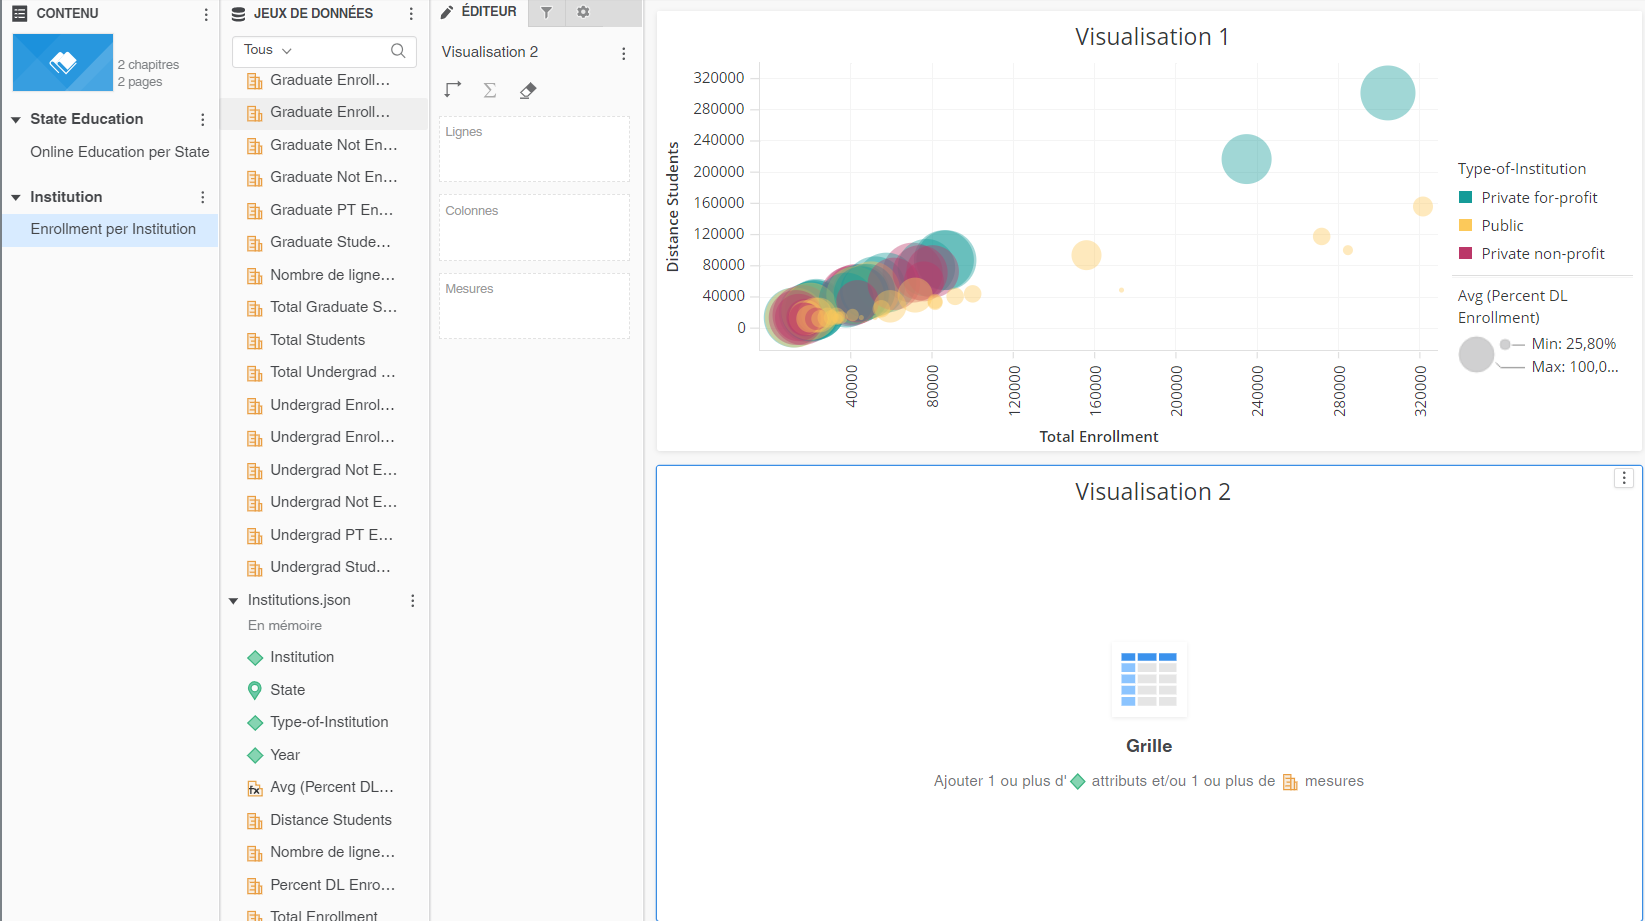 CONTENU
2 chapitres
2 pages
State Education
Online Education per State
Institution
Enrollment per Institution
JEUX DE DONNÉES
Tous
Graduate Enroll...
Graduate Enroll...
Graduate Not En...
Graduate Not En...
Graduate PT En...
Graduate Stude...
Nombre de ligne...
Total Graduate S...
Total Students
Total Undergrad ...
Undergrad Enrol...
Undergrad Enrol...
Undergrad Not E...
Undergrad Not E...
Undergrad PT E...
Undergrad Stud...
Institutions.json
En mémoire
Institution
State
Type-of-Institution
Year
fx
Avg (Percent DL...
Distance Students
Nombre de ligne...
Percent DL Enro...
Total Enrollment
ÉDITEUR
Visualisation 2
Lignes
Colonnes
Mesures
Visualisation 1
Distance Students
320000
280000
240000
200000
160000
120000
80000
40000
0
40000
80000
120000
160000
200000
240000
280000
320000
Total Enrollment
Type-of-Institution
Private for-profit
Public
Private non-profit
Avg (Percent DL
Enrollment)
Min: 25,80%
Max: 100,0...
Visualisation 2
Grille
Ajouter 1 ou plus d' attributs et/ou 1 ou plus de mesures